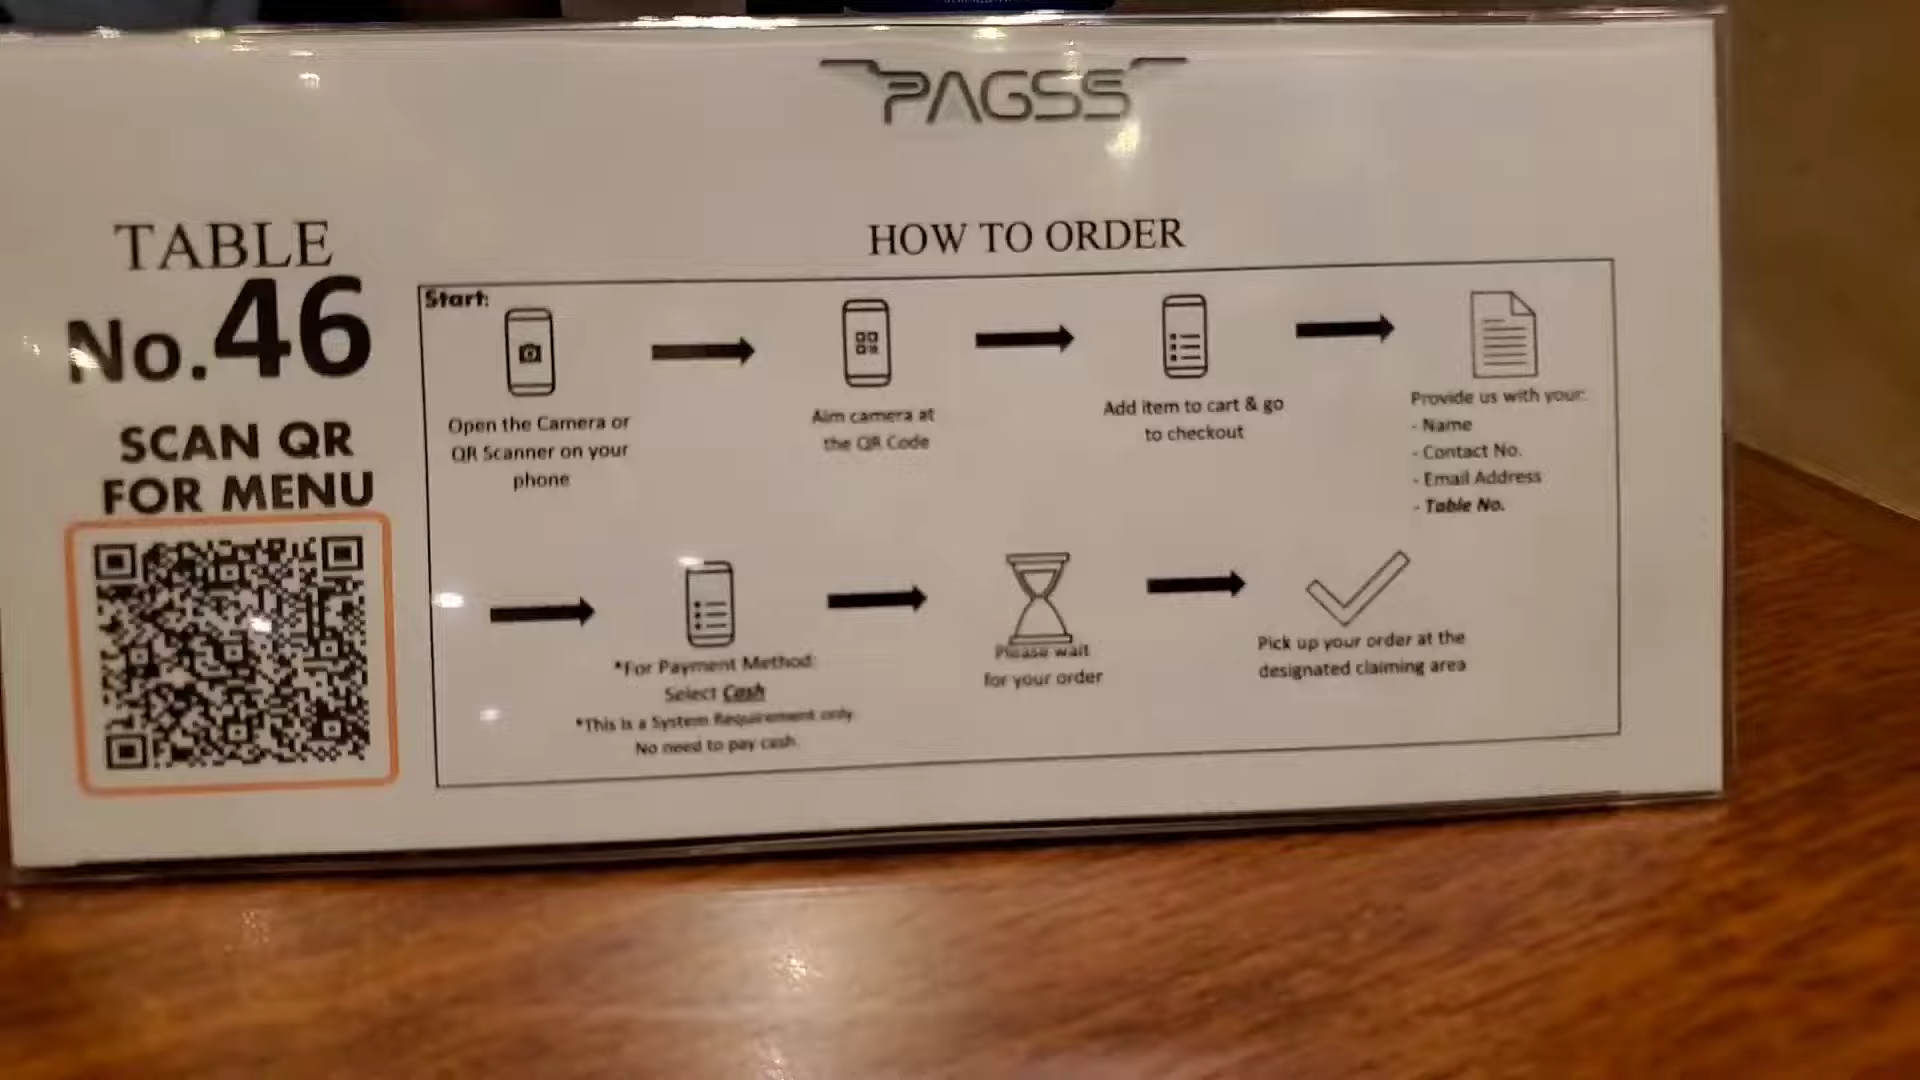 PAGSS
TABLE
No.46
SCAN QR
FOR MENU
HOW TO ORDER
Start:
Open the Camera or
QR Scanner on your
phone
Aim camera at
the QR Code
Add item to cart & go
to checkout
Provide us with your:
- Name
- Contact No.
- Email Address
- Table No.
*For Payment Method:
Select Cash
*This is a System Requirement only.
No need to pay cash.
Please wait
for your order
Pick up your order at the
designated claiming area